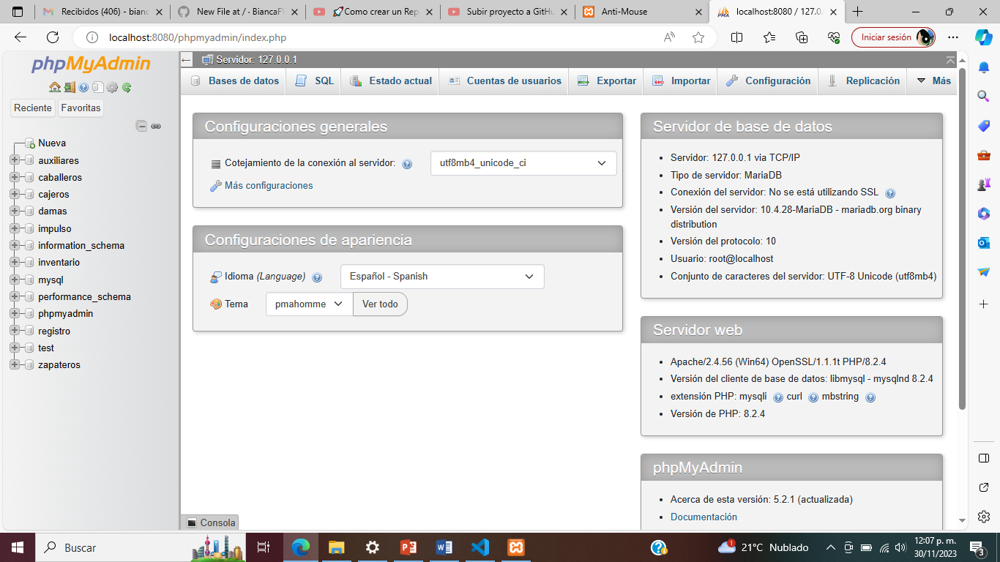 Recibidos (406) - bianc
New File at / · BiancaFV
🚀Como crear un Rep
Subir proyecto a GitHu
Anti-Mouse
localhost:8080 / 127.0.
localhost:8080/phpmyadmin/index.php
Iniciar sesión
phpMyAdmin
Reciente
Favoritas
Nueva
auxiliares
caballeros
cajeros
damas
impulso
information_schema
inventario
mysql
performance_schema
phpmyadmin
registro
test
zapateros
Servidor: 127.0.0.1
Bases de datos
SQL
Estado actual
Cuentas de usuarios
Exportar
Importar
Configuración
Replicación
Más
Configuraciones generales
Cotejamiento de la conexión al servidor:
utf8mb4_unicode_ci
Más configuraciones
Configuraciones de apariencia
Idioma (Language)
Español - Spanish
Tema
pmahomme
Ver todo
Servidor de base de datos
Servidor: 127.0.0.1 via TCP/IP
Tipo de servidor: MariaDB
Conexión del servidor: No se está utilizando SSL
Versión del servidor: 10.4.28-MariaDB - mariadb.org binary
distribution
Versión del protocolo: 10
Usuario: root@localhost
Conjunto de caracteres del servidor: UTF-8 Unicode (utf8mb4)
Servidor web
Apache/2.4.56 (Win64) OpenSSL/1.1.1t PHP/8.2.4
Versión del cliente de base de datos: libmysql - mysqlnd 8.2.4
extensión PHP: mysqli curl mbstring
Versión de PHP: 8.2.4
phpMyAdmin
Acerca de esta versión: 5.2.1 (actualizada)
Documentación
Consola
Buscar
1
21°C Nublado
12:07 p. m.
30/11/2023
3